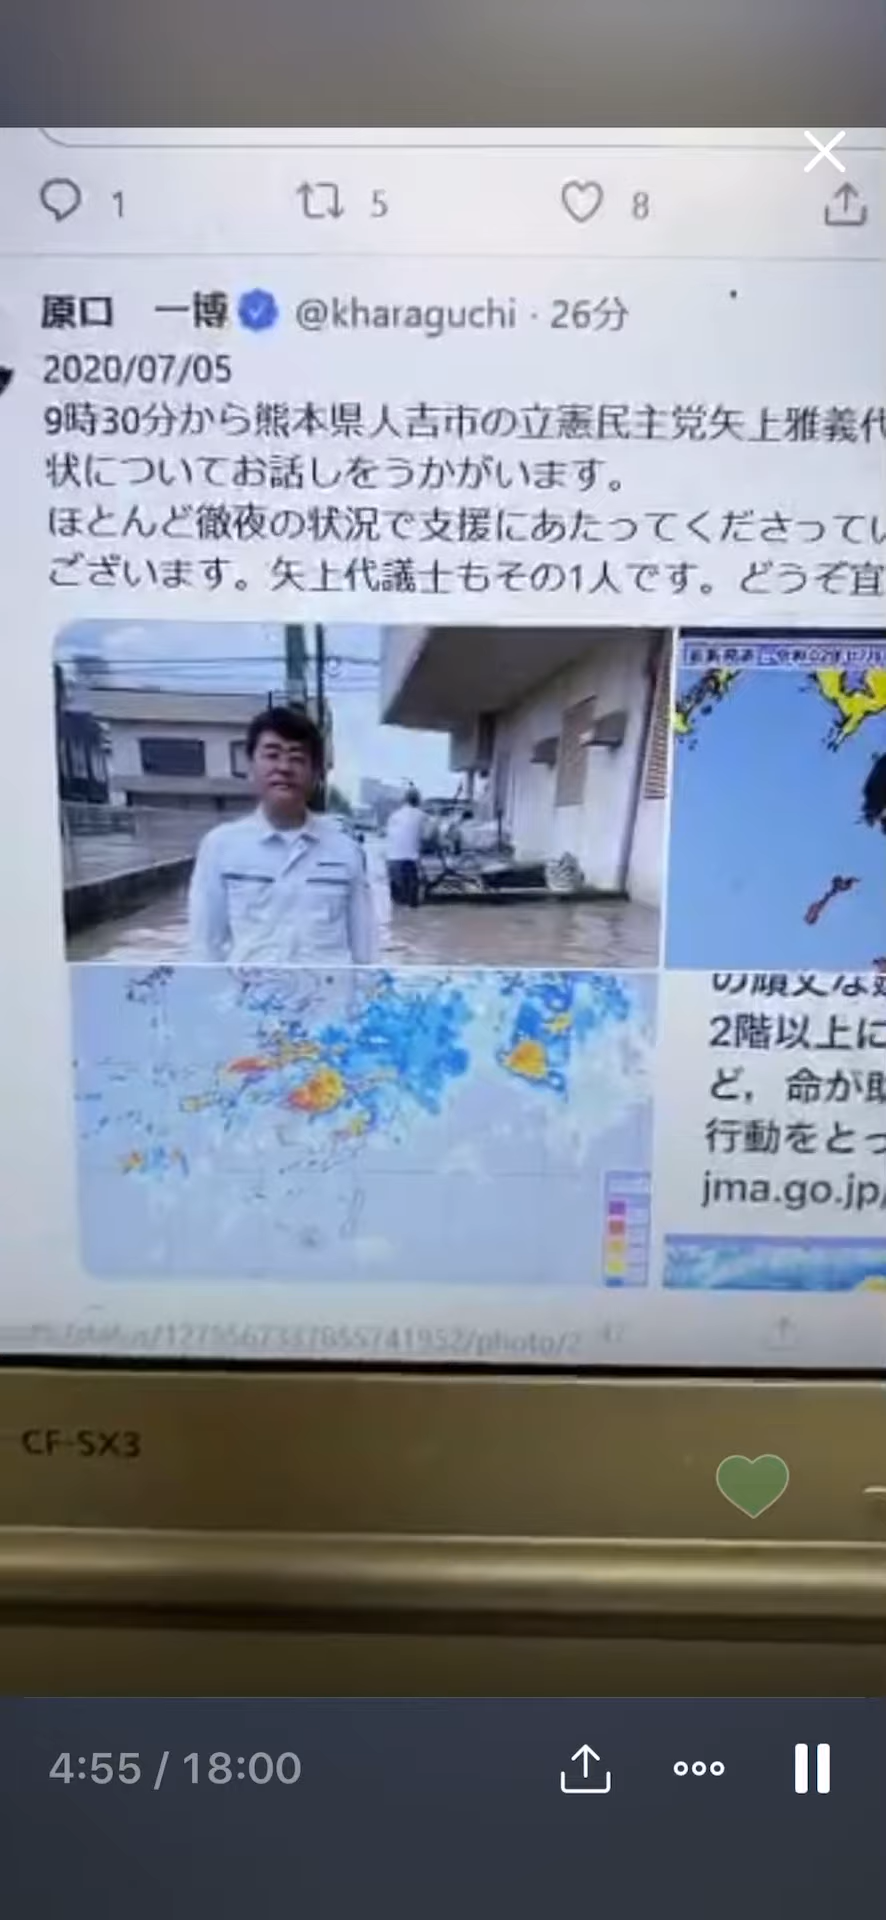 1 5 8
原口 一博 @kharaguchi · 26分
2020/07/05
9時30分から熊本県人吉市の立憲民主党矢上雅義代
状についてお話しをうかがいます。
ほとんど徹夜の状況で支援にあたってくださってい
ございます。矢上代議士もその1人です。どうぞ宜
2階以上に
ど，命が助
行動をとっ
jma.go.jp/
CF-SX3
4:55 / 18:00